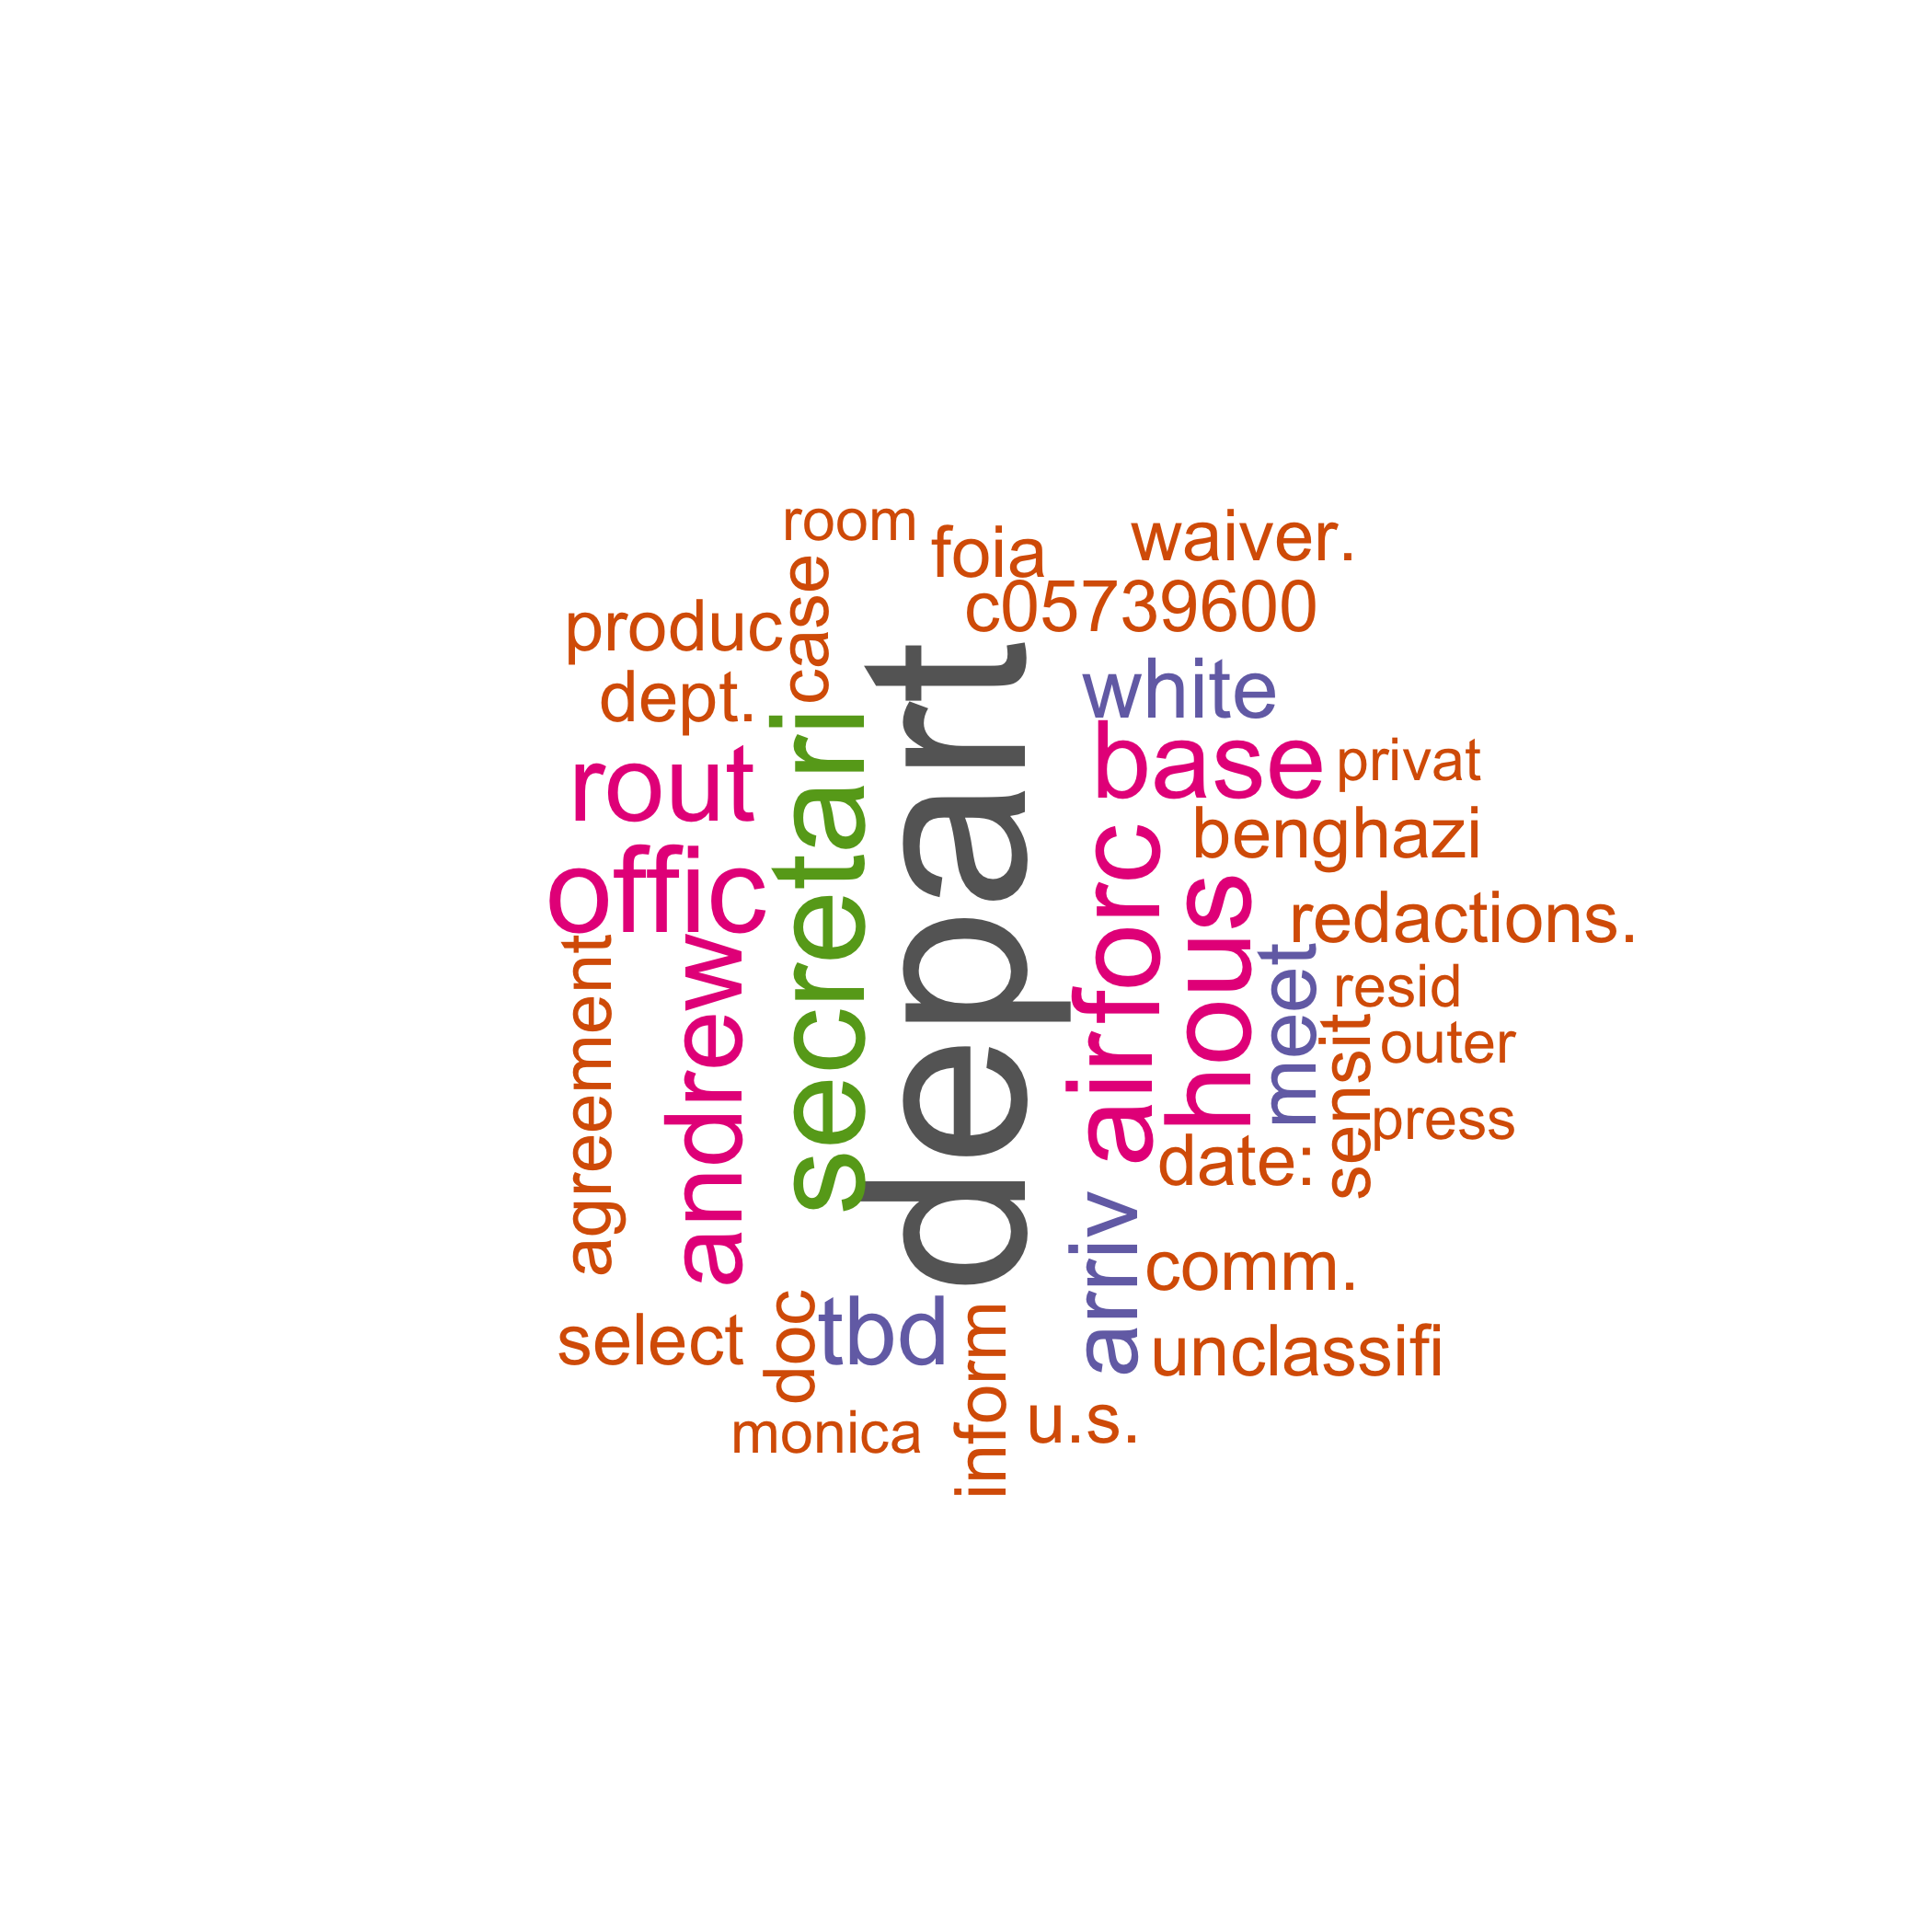 room
foia
waiver.
case
c05739600
produc
dept.
white
secretari
depart
base
privat
rout
benghazi
offic
airforc
hous
redactions.
andrew
agreement
meet
resid
sensit
outer
press
date:
arriv
comm.
select
doc
tbd
inform
unclassifi
monica
u.s.